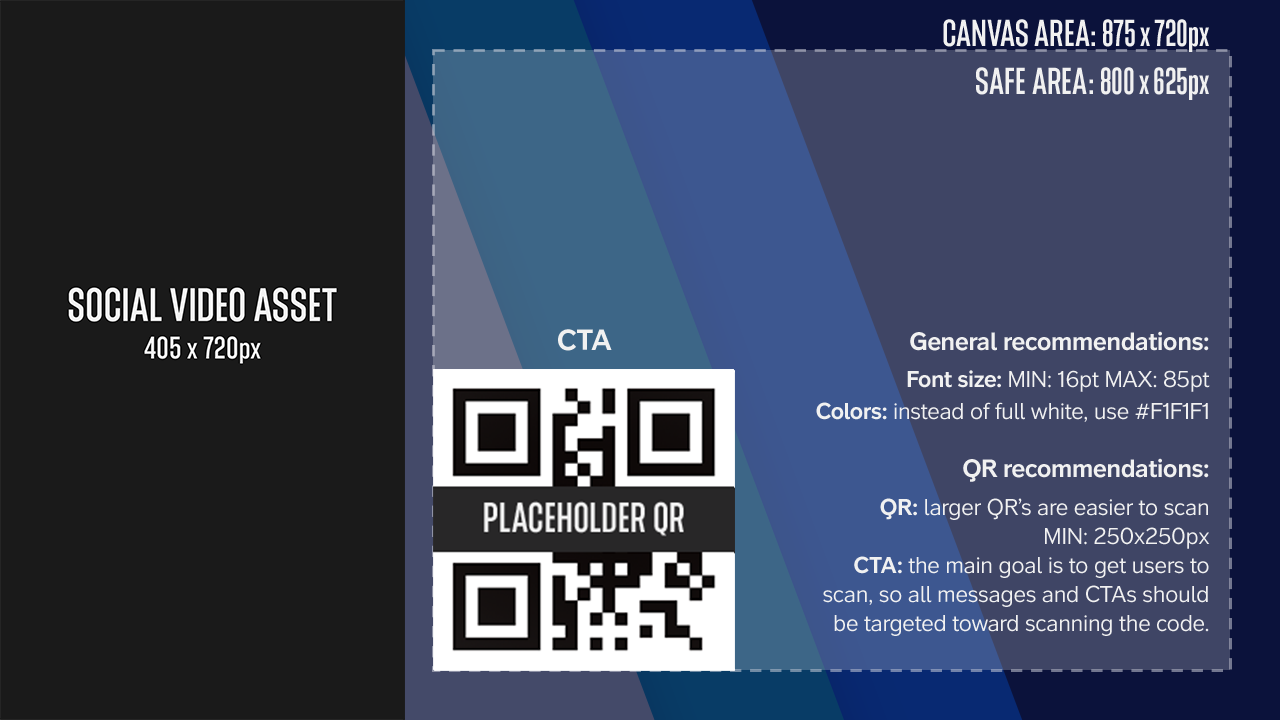 SOCIAL VIDEO ASSET
405 x 720px
CANVAS AREA: 875 x 720px
SAFE AREA: 800 x 625px
CTA
PLACEHOLDER QR
General recommendations:
Font size: MIN: 16pt MAX: 85pt
Colors: instead of full white, use #F1F1F1
QR recommendations:
QR: larger QR’s are easier to scan
MIN: 250x250px
CTA: the main goal is to get users to
scan, so all messages and CTAs should
be targeted toward scanning the code.